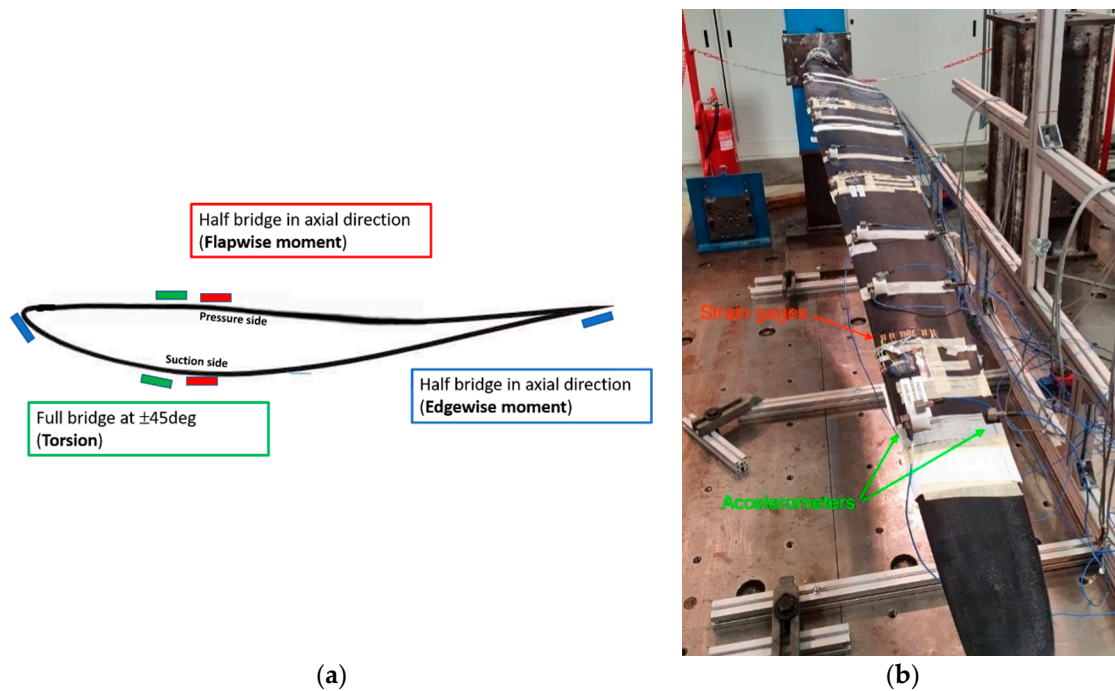 Half bridge in axial direction
(Flapwise moment)
Pressure side
Suction side
Half bridge in axial direction
(Edgewise moment)
Full bridge at ±45deg
(Torsion)
Strain gages
Accelerometers
(a)
(b)